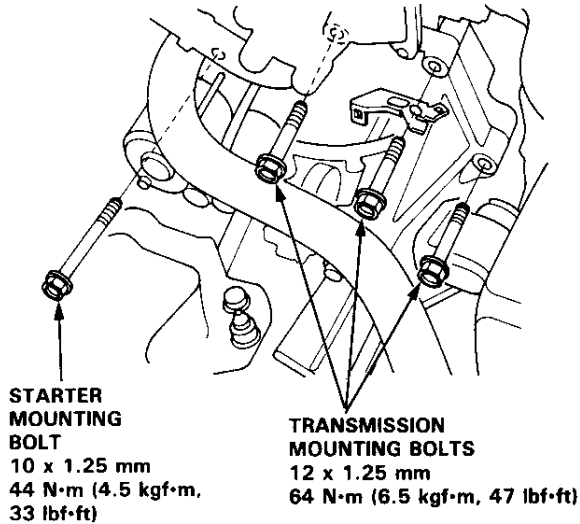 STARTER
MOUNTING
BOLT
10 x 1.25 mm
44 N·m (4.5 kgf·m,
33 lbf·ft)
TRANSMISSION
MOUNTING BOLTS
12 x 1.25 mm
64 N·m (6.5 kgf·m, 47 lbf·ft)